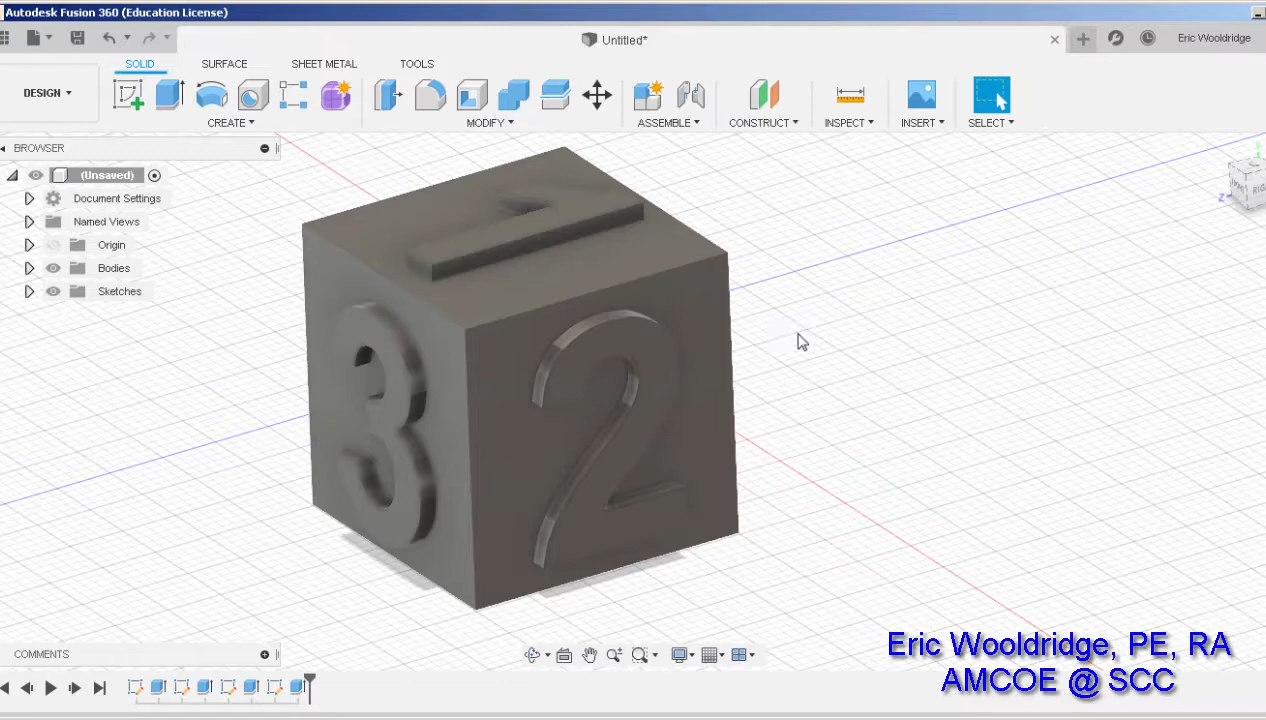 Autodesk Fusion 360 (Education License)
Untitled*
Eric Wooldridge
SOLID SURFACE SHEET METAL TOOLS
DESIGN
CREATE MODIFY ASSEMBLE CONSTRUCT INSPECT INSERT SELECT
BROWSER
(Unsaved)
Document Settings
Named Views
Origin
Bodies
Sketches
1
3
2
Z
RIGHT
COMMENTS
Eric Wooldridge, PE, RA
AMCOE @ SCC